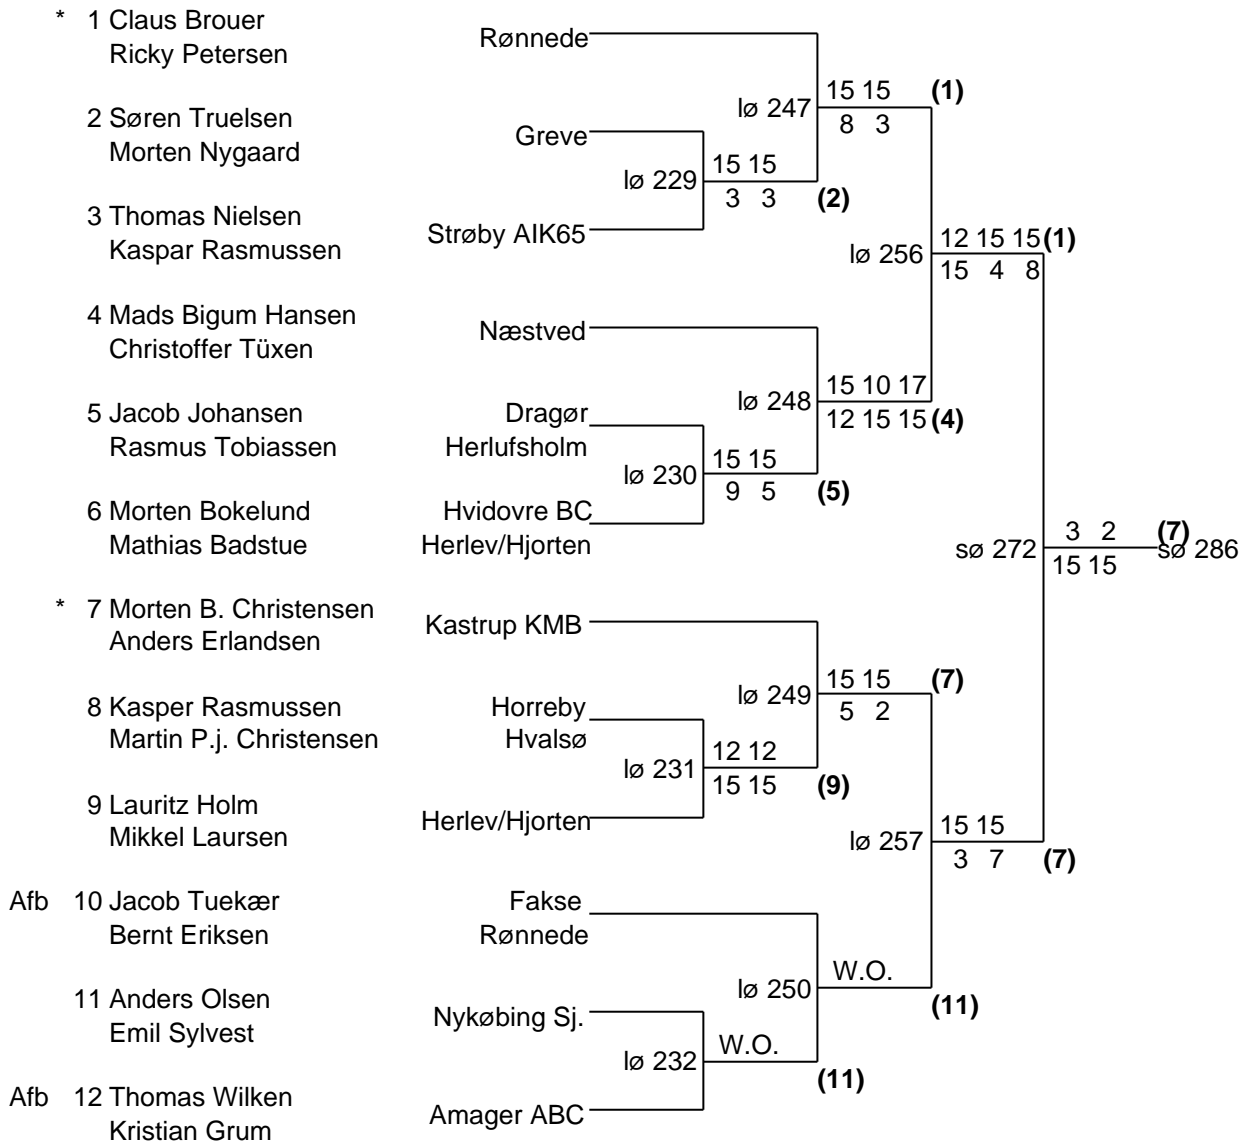 * 1 Claus Brouer
Ricky Petersen
Rønnede
15 15 (1)
lø 247
8 3
2 Søren Truelsen
Morten Nygaard
Greve
15 15
lø 229
3 3 (2)
3 Thomas Nielsen
Kaspar Rasmussen
Strøby AIK65
12 15 15 (1)
lø 256
15 4 8
4 Mads Bigum Hansen
Christoffer Tüxen
Næstved
15 10 17
lø 248
12 15 15 (4)
5 Jacob Johansen
Rasmus Tobiassen
Dragør
Herlufsholm
15 15
lø 230
9 5 (5)
6 Morten Bokelund
Mathias Badstue
Hvidovre BC
Herlev/Hjorten
3 2 (7)
sø 272
sø 286
15 15
* 7 Morten B. Christensen
Anders Erlandsen
Kastrup KMB
15 15 (7)
lø 249
5 2
8 Kasper Rasmussen
Martin P.j. Christensen
Horreby
Hvalsø
12 12
lø 231
15 15 (9)
9 Lauritz Holm
Mikkel Laursen
Herlev/Hjorten
15 15
lø 257
3 7 (7)
Afb 10 Jacob Tuekær
Bernt Eriksen
Fakse
Rønnede
W.O.
lø 250
(11)
11 Anders Olsen
Emil Sylvest
Nykøbing Sj.
W.O.
lø 232
(11)
Afb 12 Thomas Wilken
Kristian Grum
Amager ABC